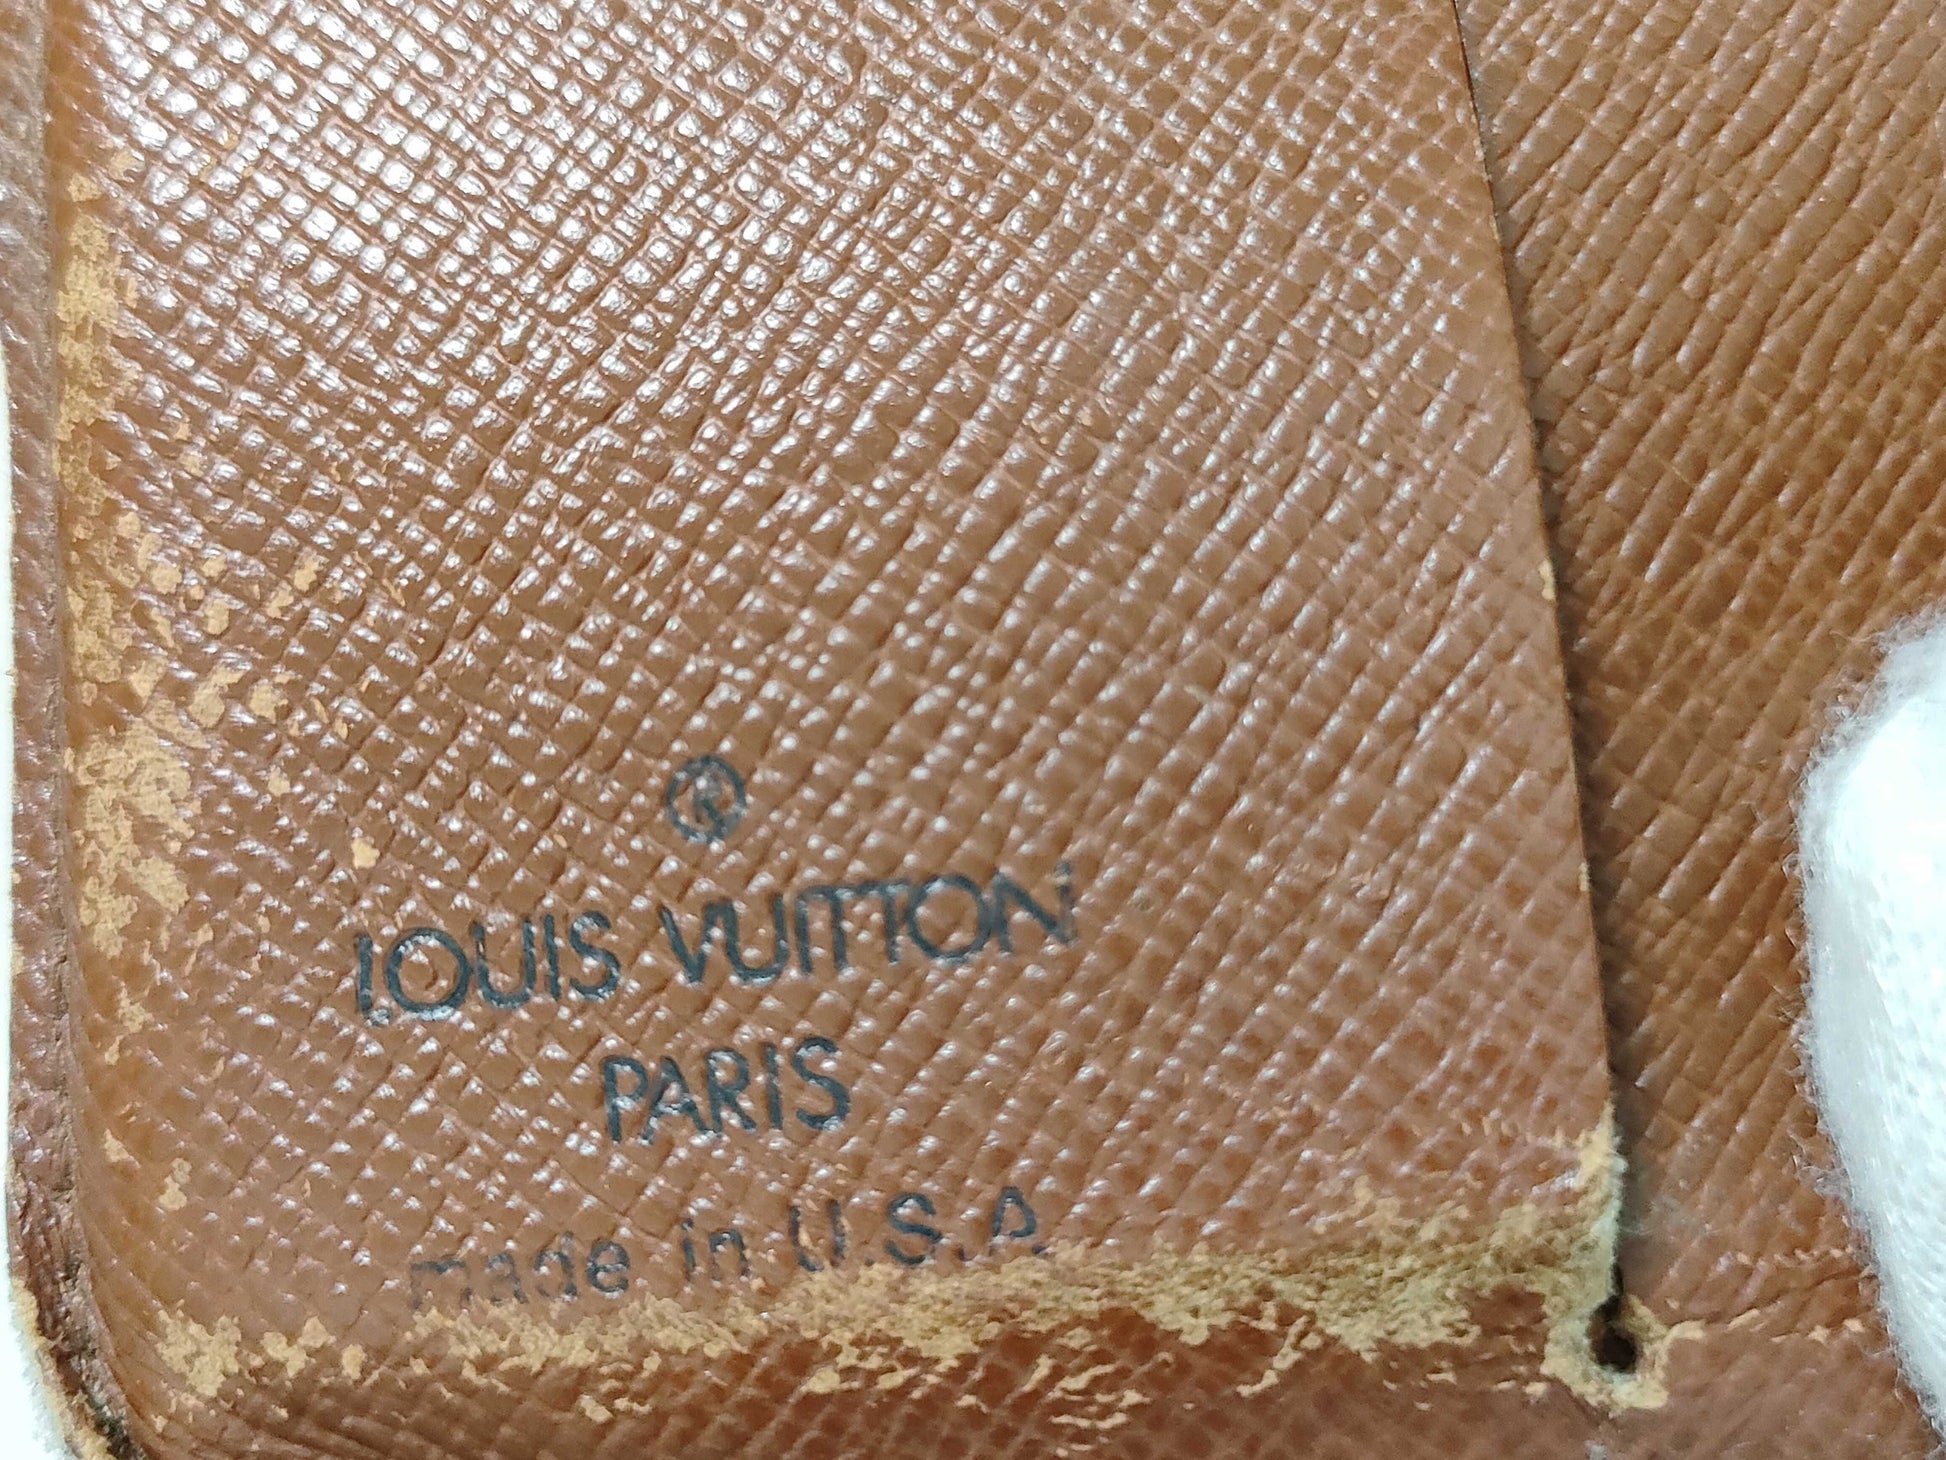 ®
LOUIS VUITTON
PARIS
made in U.S.A